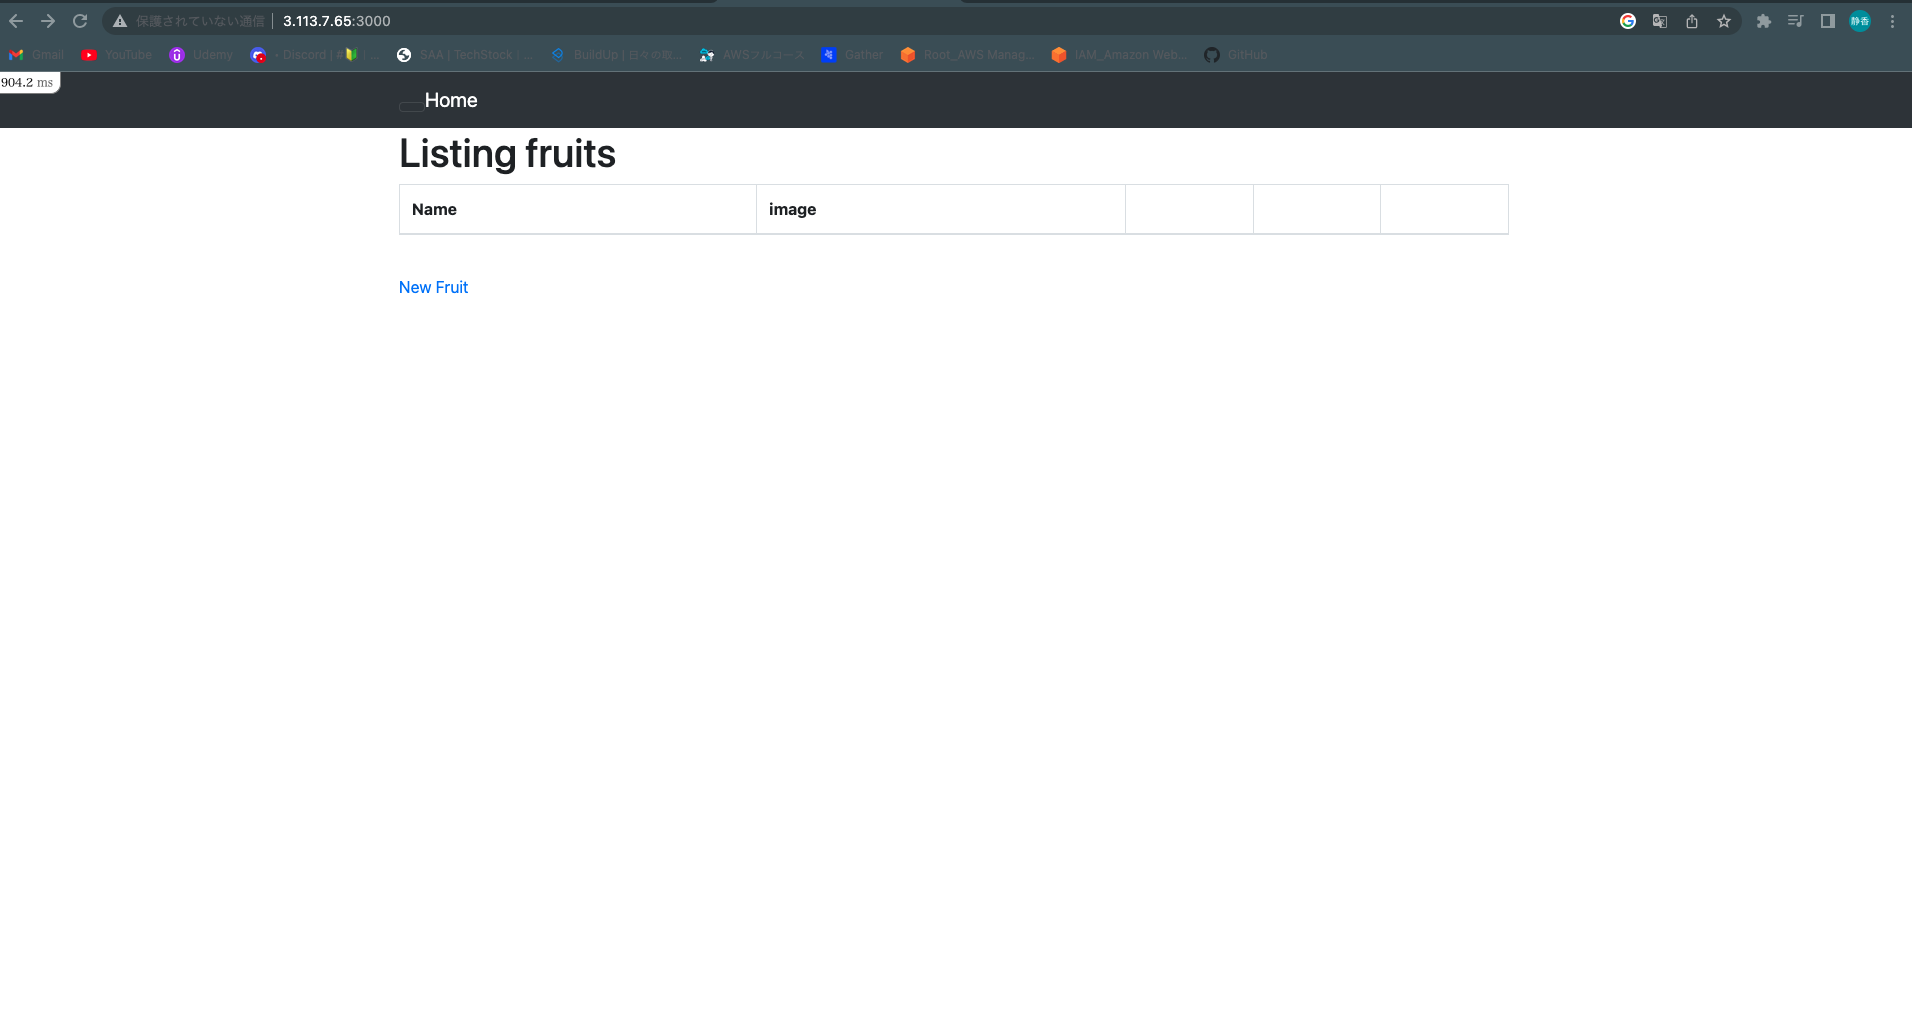 保護されていない通信 3.113.7.65:3000 静香
Gmail YouTube Udemy • Discord | #🔰 ... SAA | TechStock | ... BuildUp | 日々の取... AWSフルコース Gather Root_AWS Manag... IAM_Amazon Web... GitHub
904.2 ms
Home
Listing fruits
Name image
New Fruit